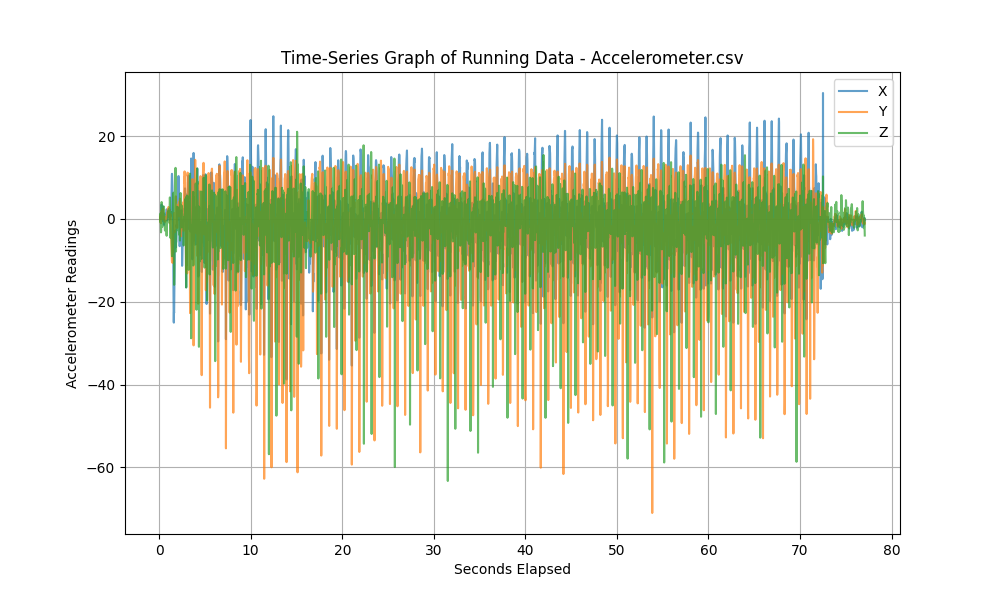 Time-Series Graph of Running Data - Accelerometer.csv
X
Y
Z
Accelerometer Readings
20
0
−20
−40
−60
0 10 20 30 40 50 60 70 80
Seconds Elapsed